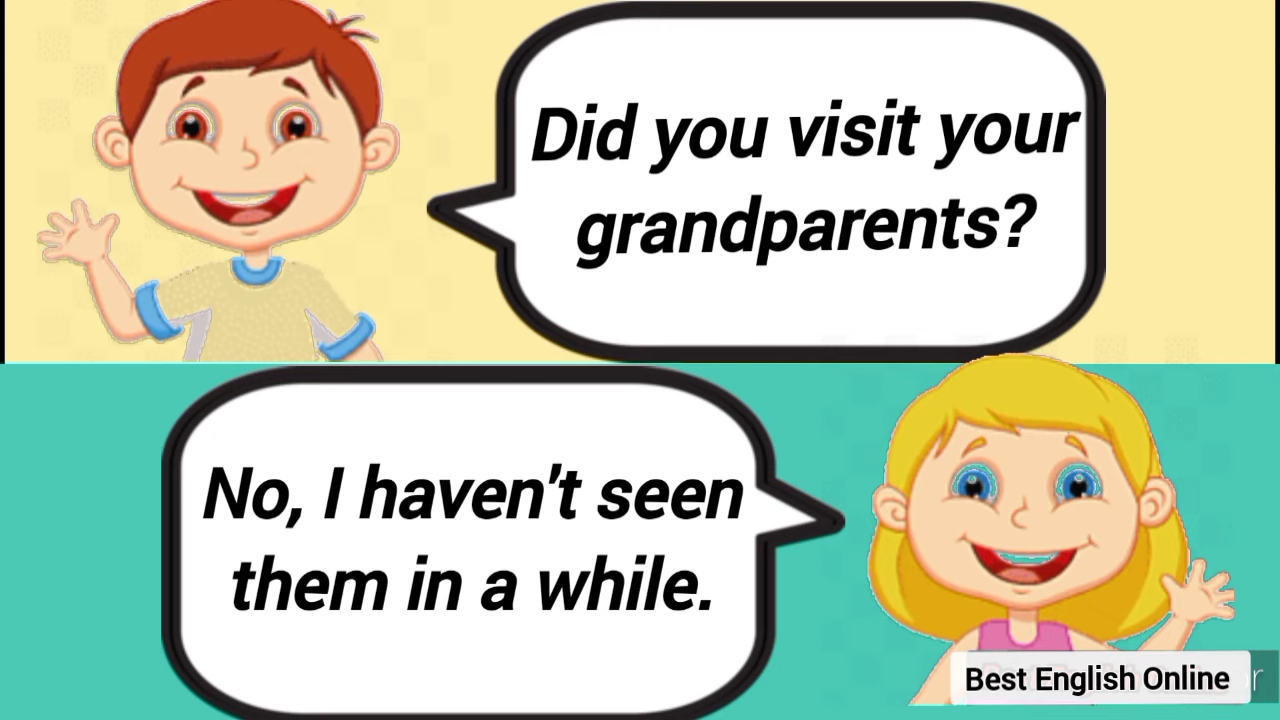 Did you visit your
grandparents?
No, I haven't seen
them in a while.
Best English Online